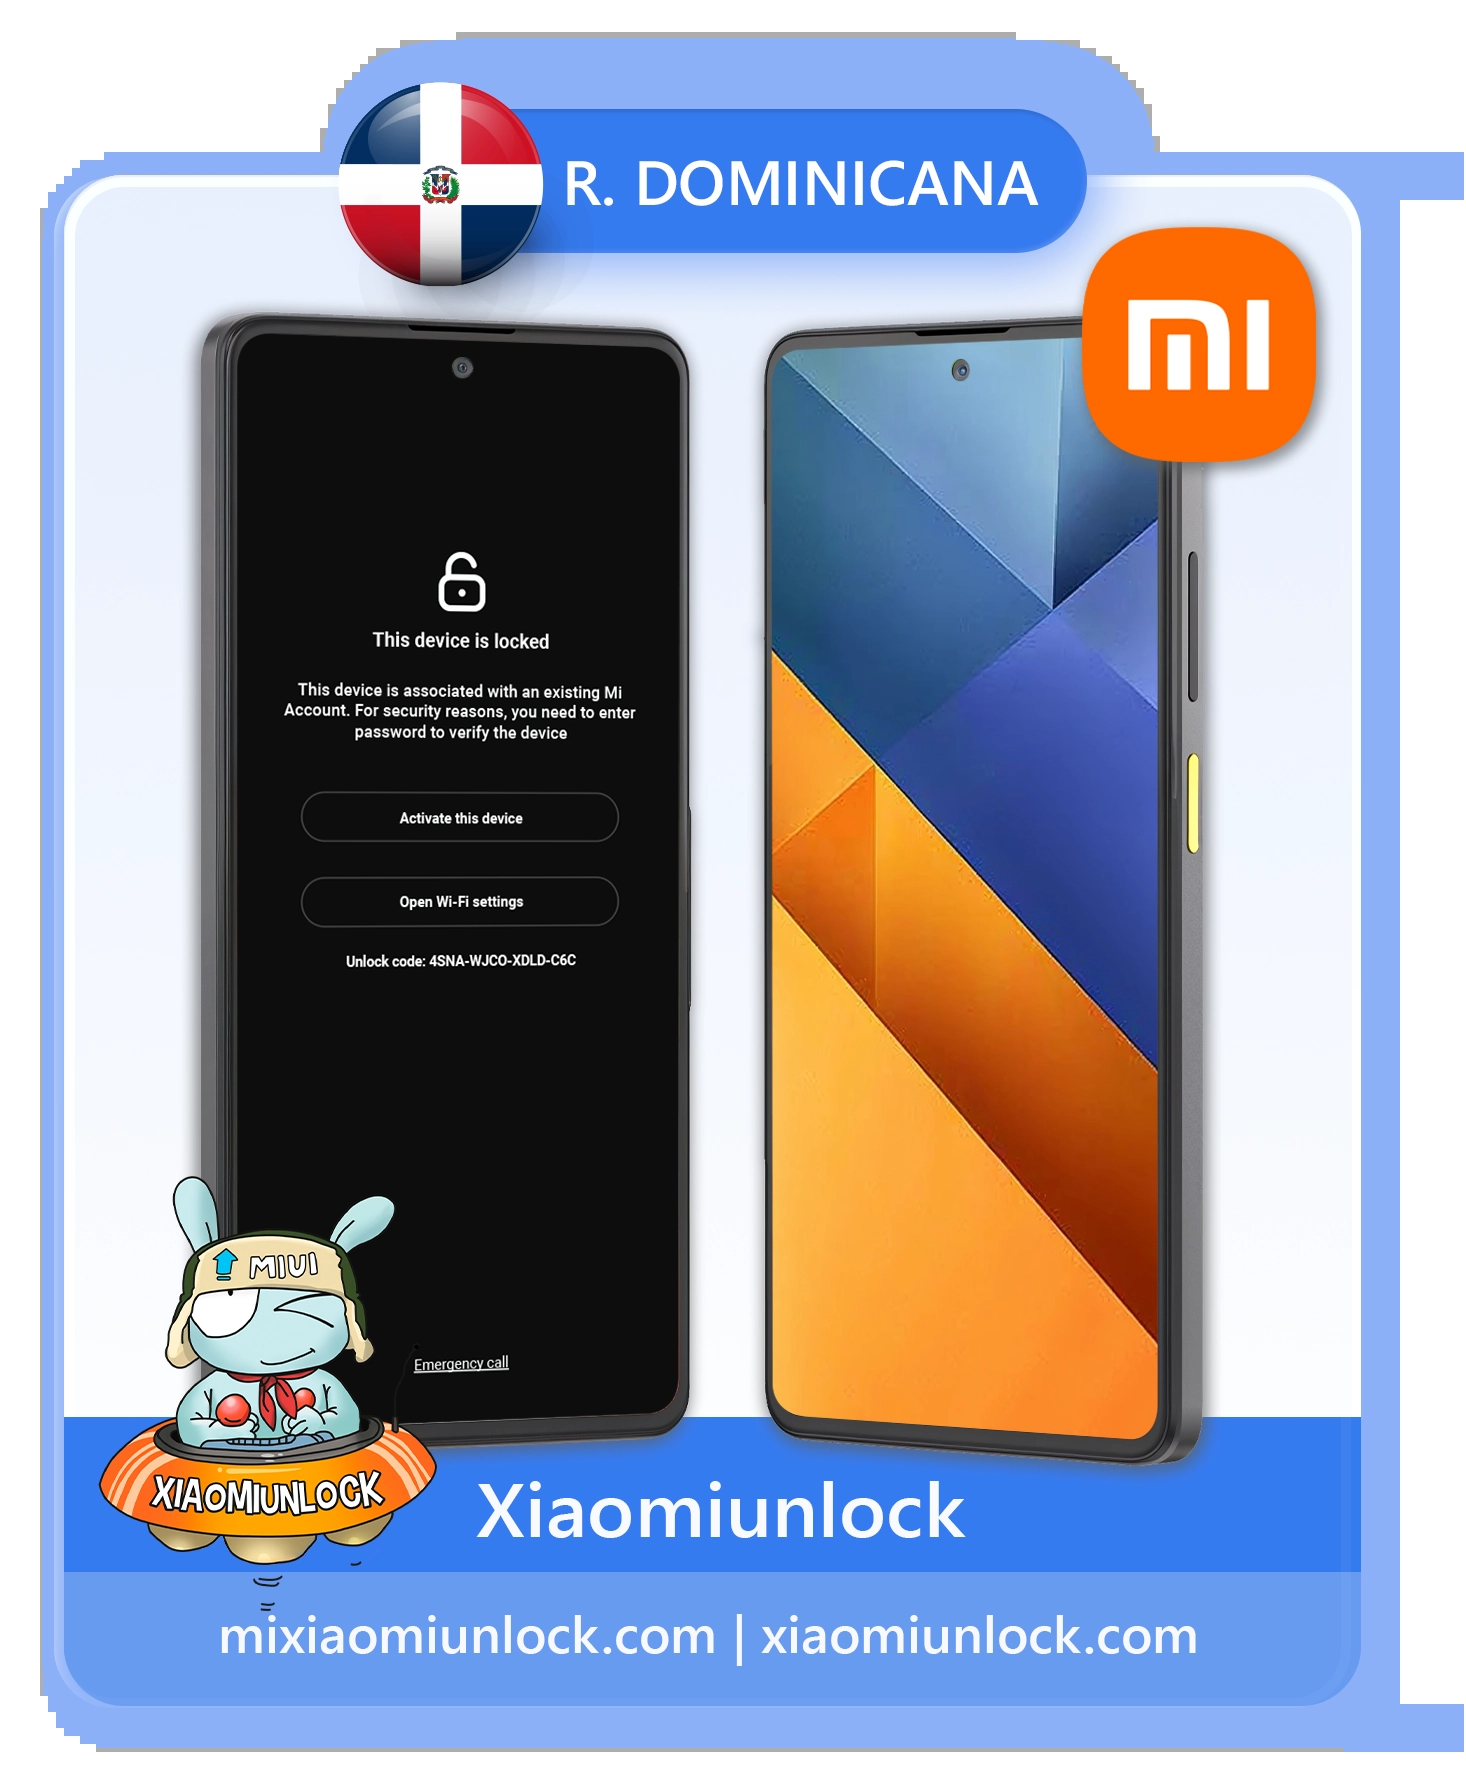 R. DOMINICANA
mi
This device is locked
This device is associated with an existing Mi
Account. For security reasons, you need to enter
password to verify the device
Activate this device
Open Wi-Fi settings
Unlock code: 4SNA-WJCO-XDLD-C6C
Emergency call
MIUI
XIAOMIUNLOCK
Xiaomiunlock
mixiaomiunlock.com | xiaomiunlock.com